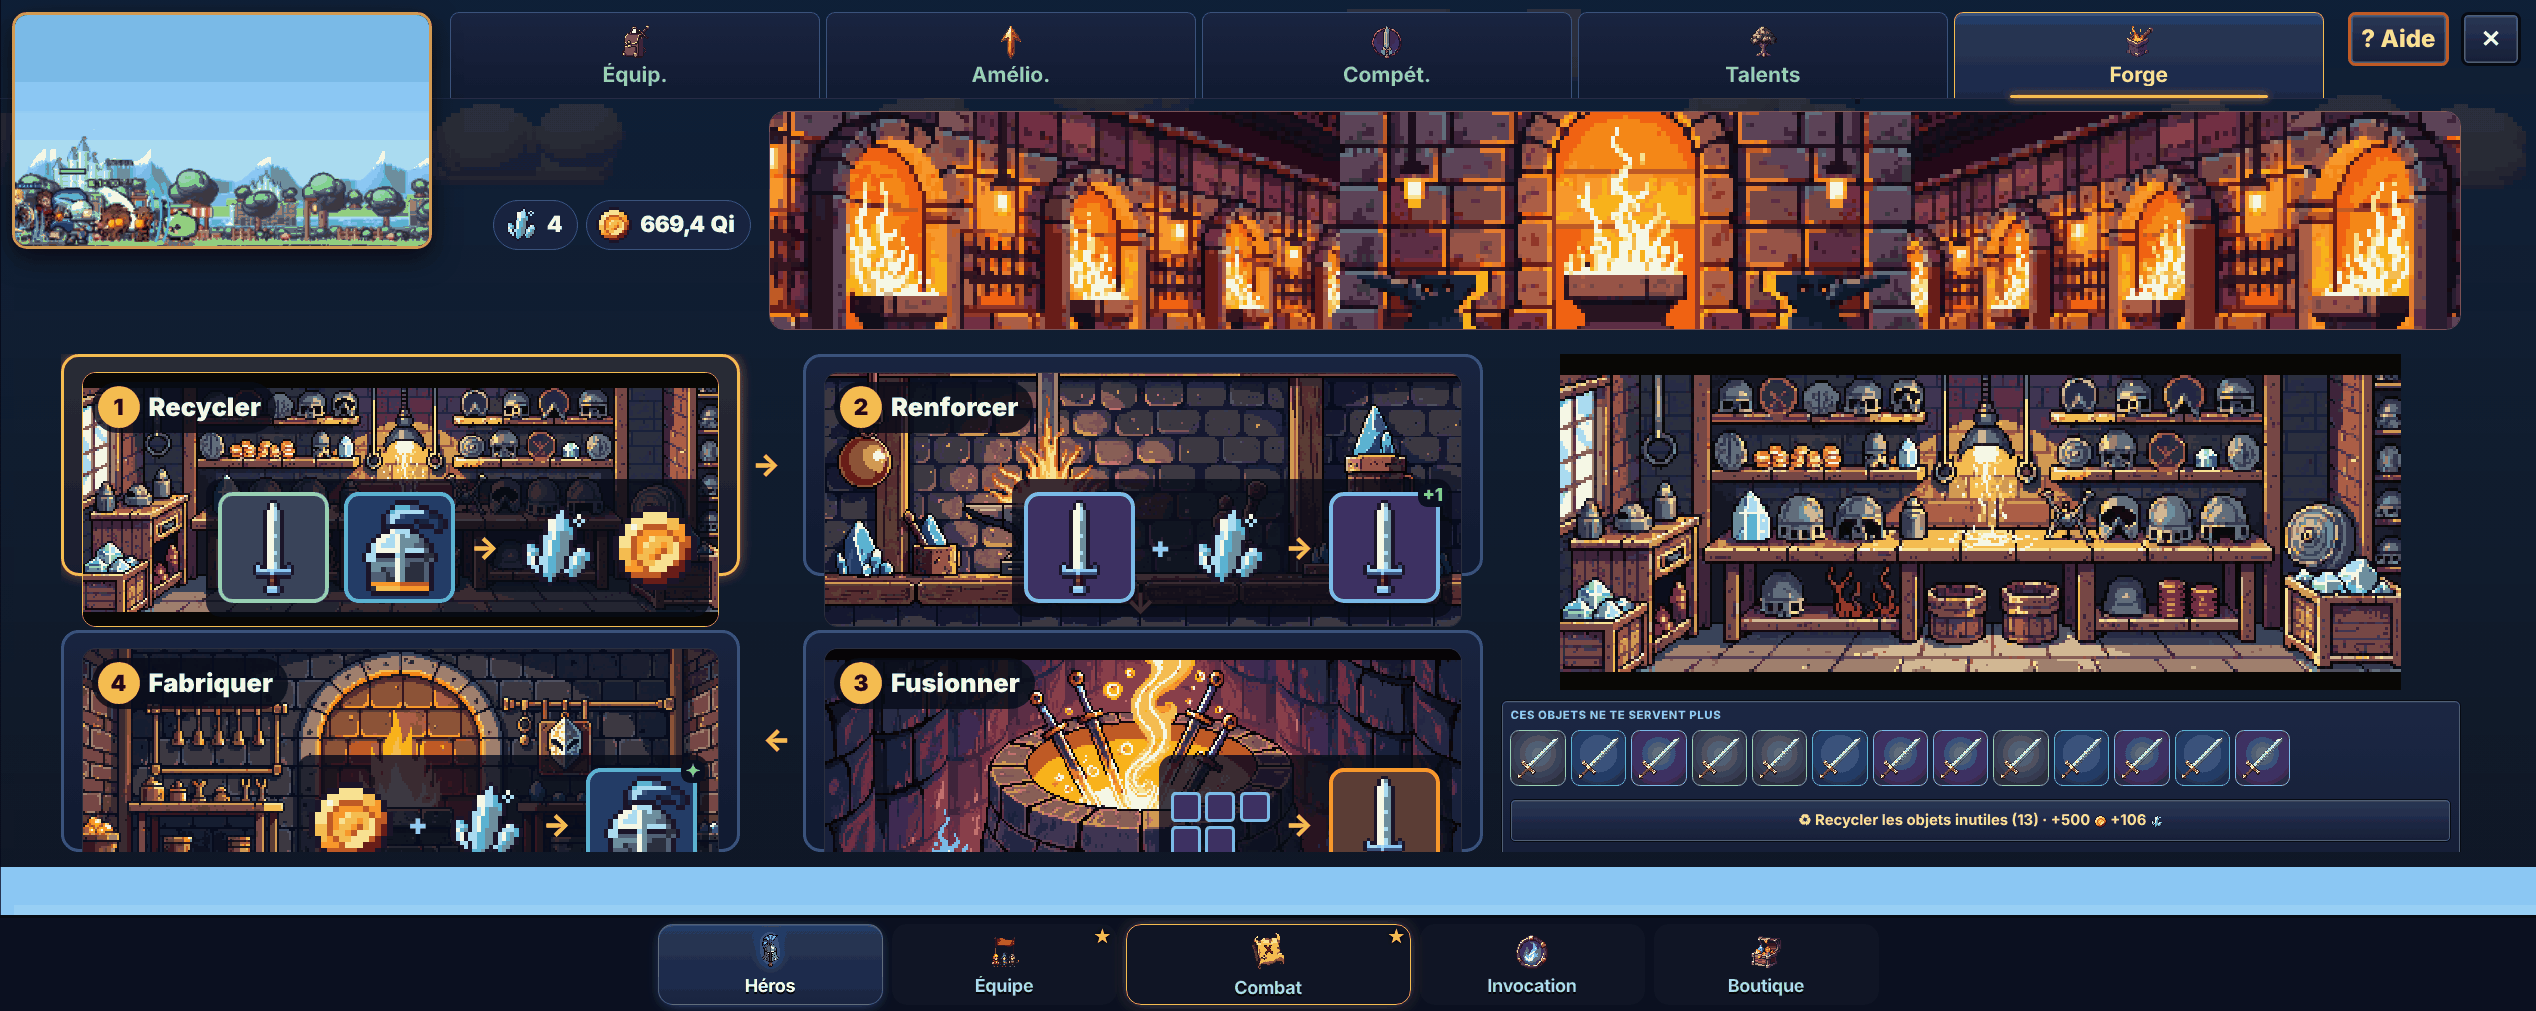 Équip.
Amélio.
Compét.
Talents
Forge
? Aide
×
4
669,4 Qi
1 Recycler
2 Renforcer
+1
4 Fabriquer
3 Fusionner
CES OBJETS NE TE SERVENT PLUS
Recycler les objets inutiles (13) · +500 +106
Héros
Équipe
Combat
Invocation
Boutique